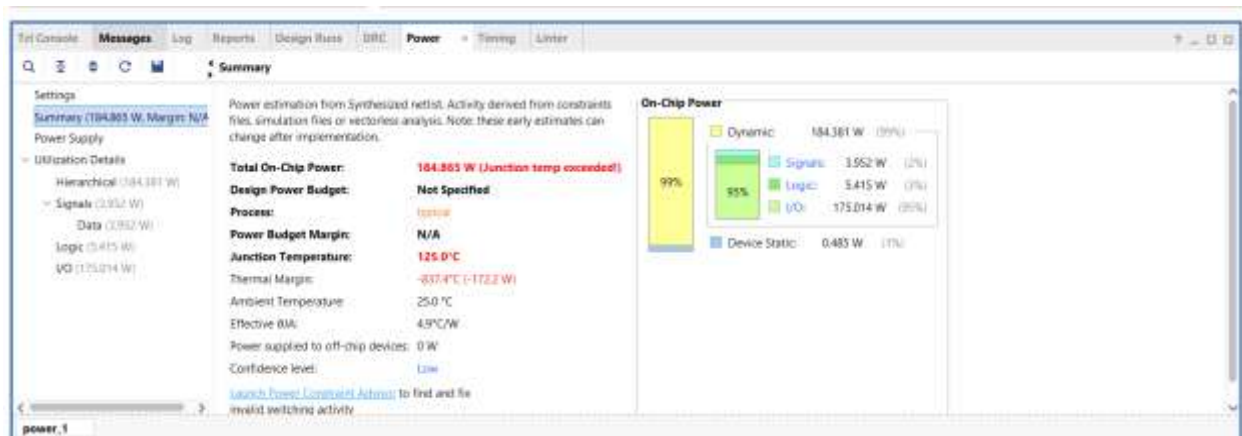 Tcl Console Messages Log Reports Design Runs DRC Power × Timing Linter ? _
Summary
Settings
Summary (184.865 W, Margin: N/A
Power Supply
Utilization Details
Hierarchical (184.381 W)
Signals (3.952 W)
Data (3.952 W)
Logic (5.415 W)
I/O (175.014 W)
Power estimation from Synthesized netlist. Activity derived from constraints
files, simulation files or vectorless analysis. Note: these early estimates can
change after implementation.
Total On-Chip Power: 184.865 W (Junction temp exceeded!)
Design Power Budget: Not Specified
Process: typical
Power Budget Margin: N/A
Junction Temperature: 125.0°C
Thermal Margin: -837.4°C (-172.2 W)
Ambient Temperature: 25.0 °C
Effective θJA: 4.9°C/W
Power supplied to off-chip devices: 0 W
Confidence level: Low
Launch Power Constraint Advisor to find and fix
invalid switching activity
On-Chip Power
99%
Dynamic: 184.381 W (99%)
95%
Signals: 3.952 W (2%)
Logic: 5.415 W (3%)
I/O: 175.014 W (95%)
Device Static: 0.485 W (1%)
power_1